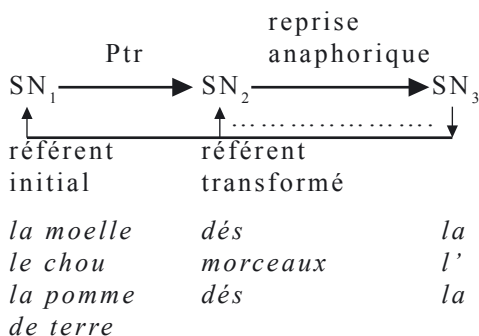 reprise
Ptr anaphorique
SN₁ SN₂ SN₃
référent référent
initial transformé
la moelle dés la
le chou morceaux l’
la pomme dés la
de terre